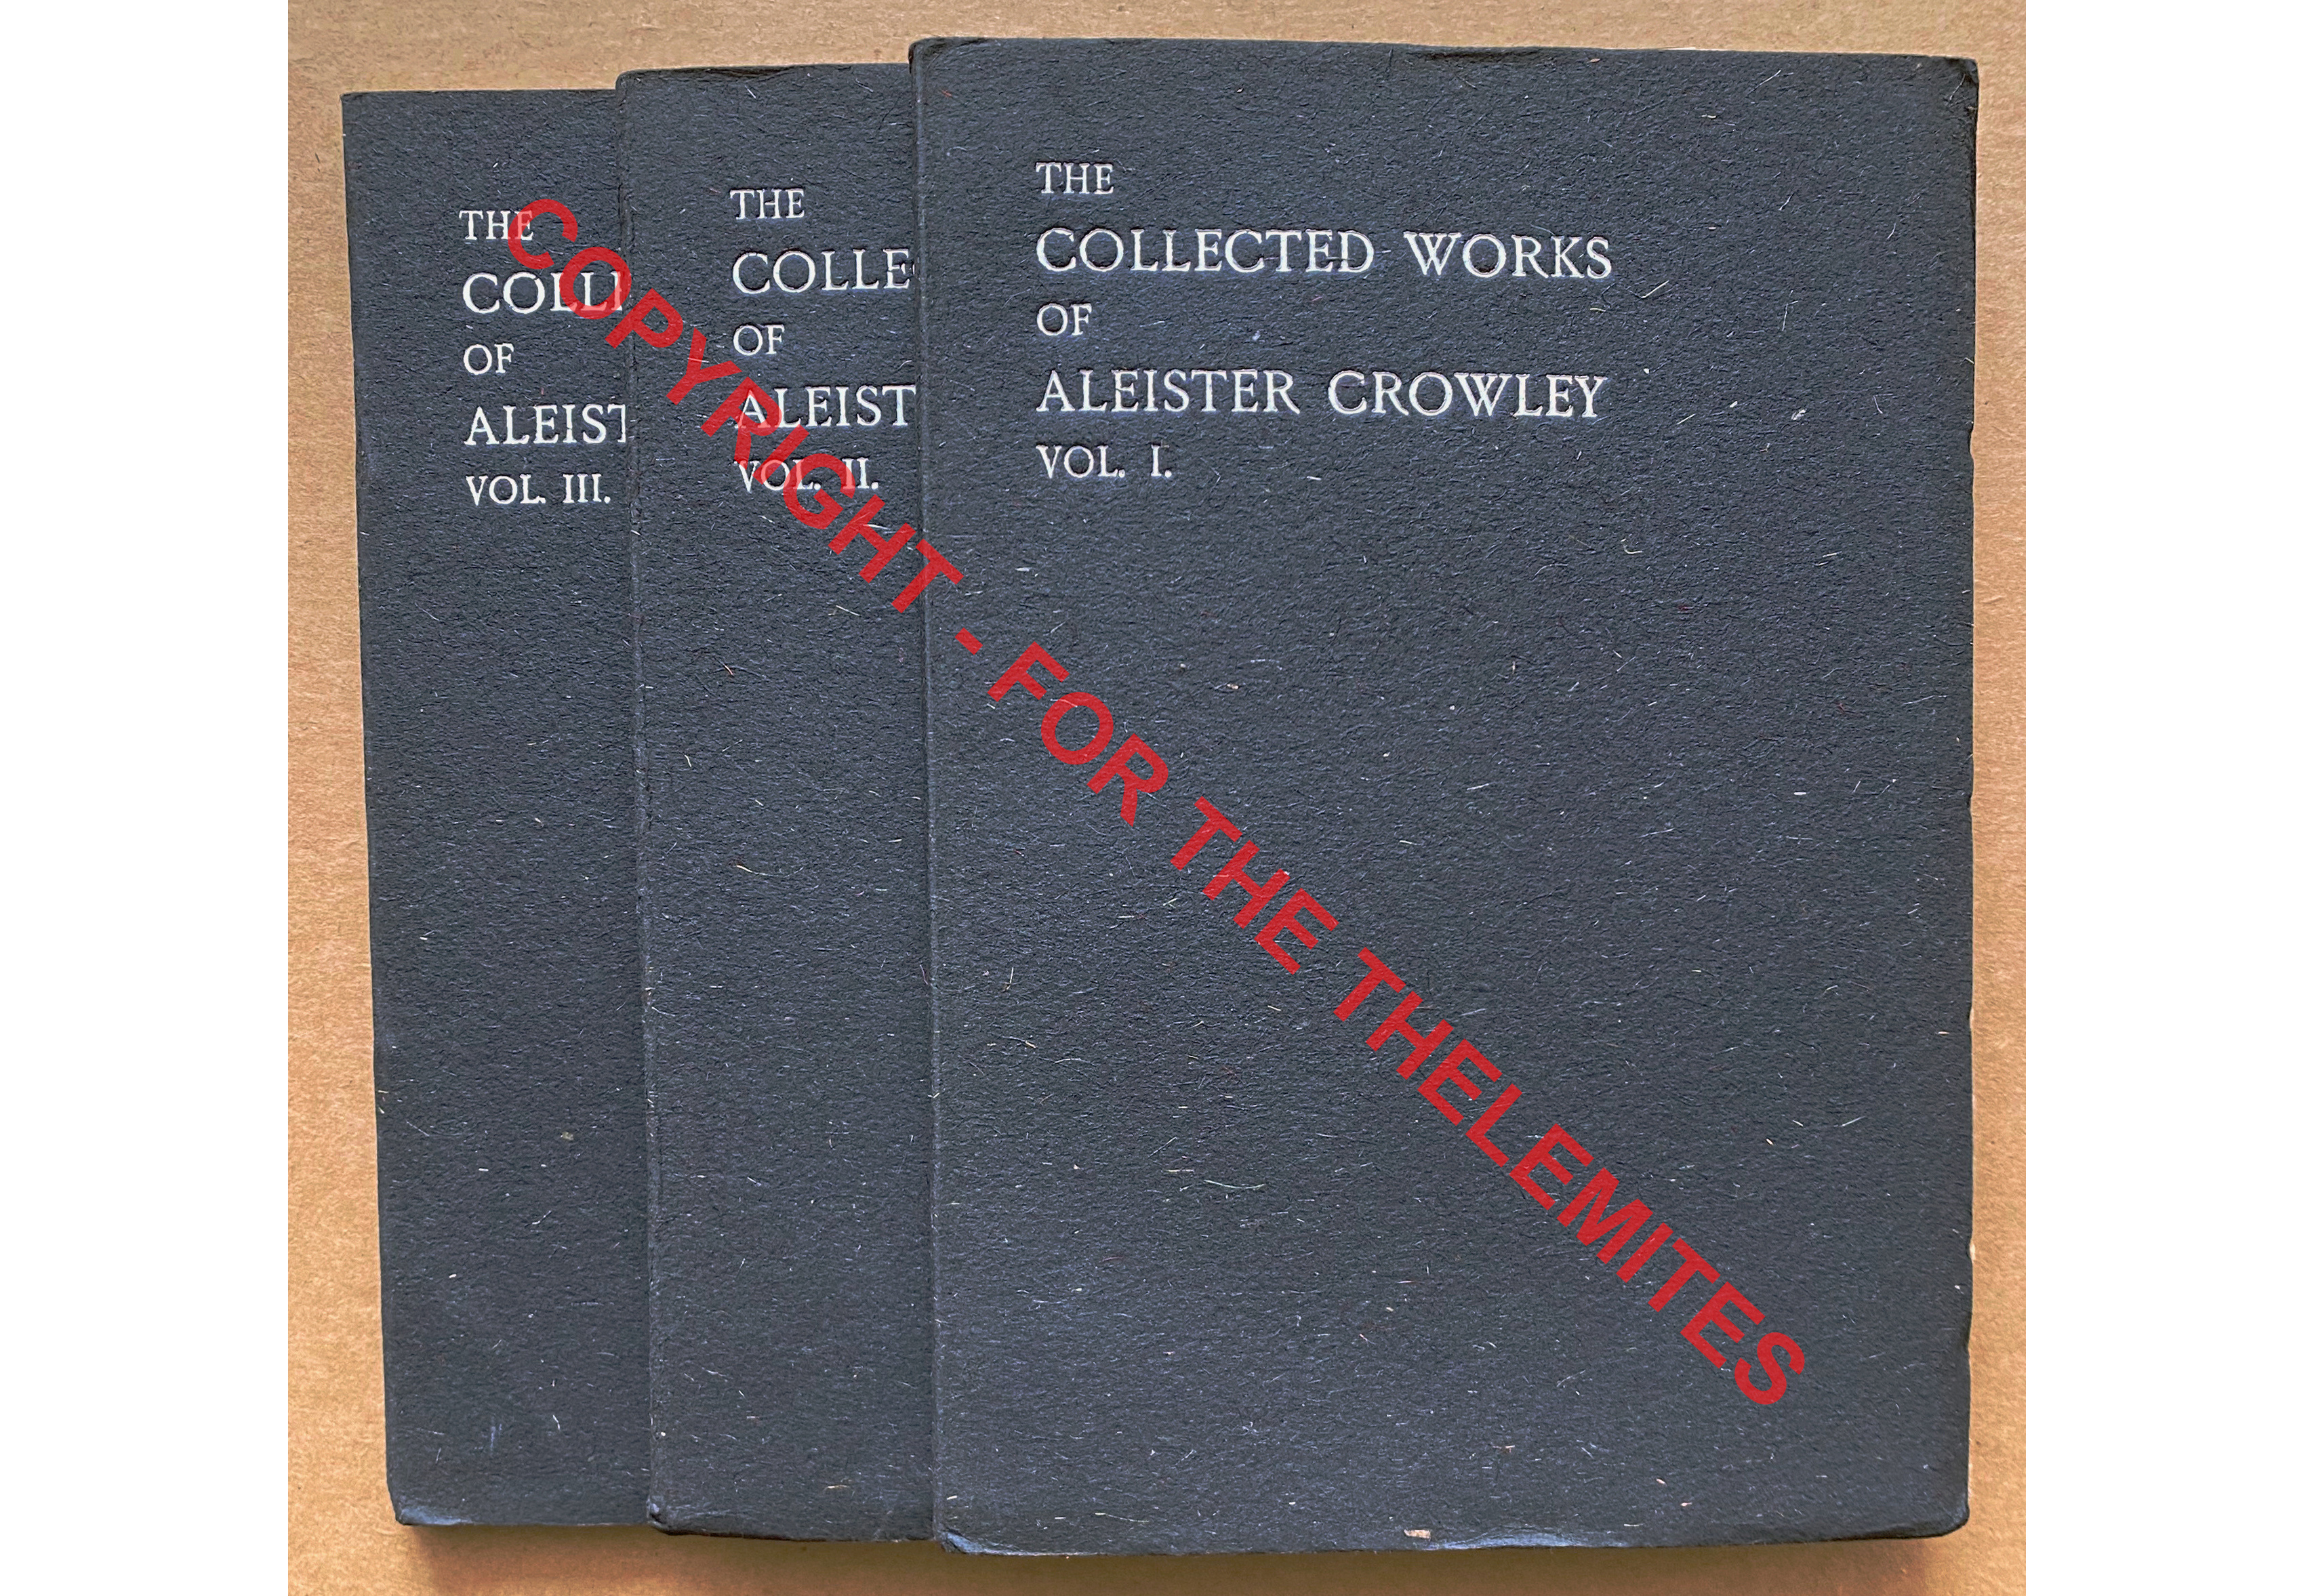 THE
COLL
OF
ALEIST
VOL. III.
THE
COLLE
OF
ALEIST
VOL. II.
THE
COLLECTED WORKS
OF
ALEISTER CROWLEY
VOL. I.
COPYRIGHT - FOR THE THELEMITES